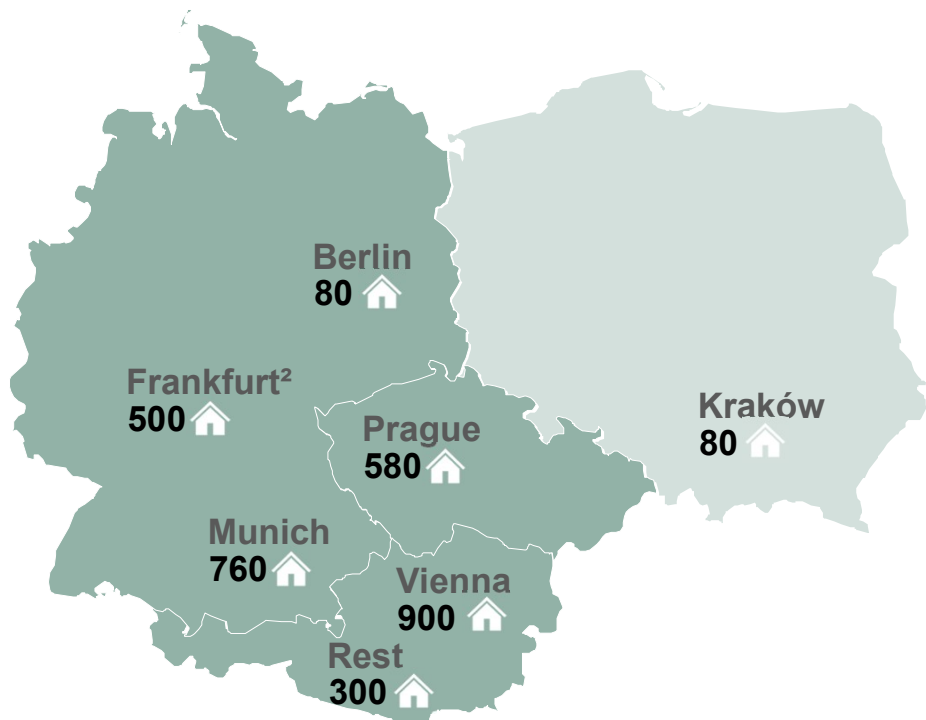 Berlin
80
Frankfurt²
500
Kraków
80
Prague
580
Munich
760
Vienna
900
Rest
300